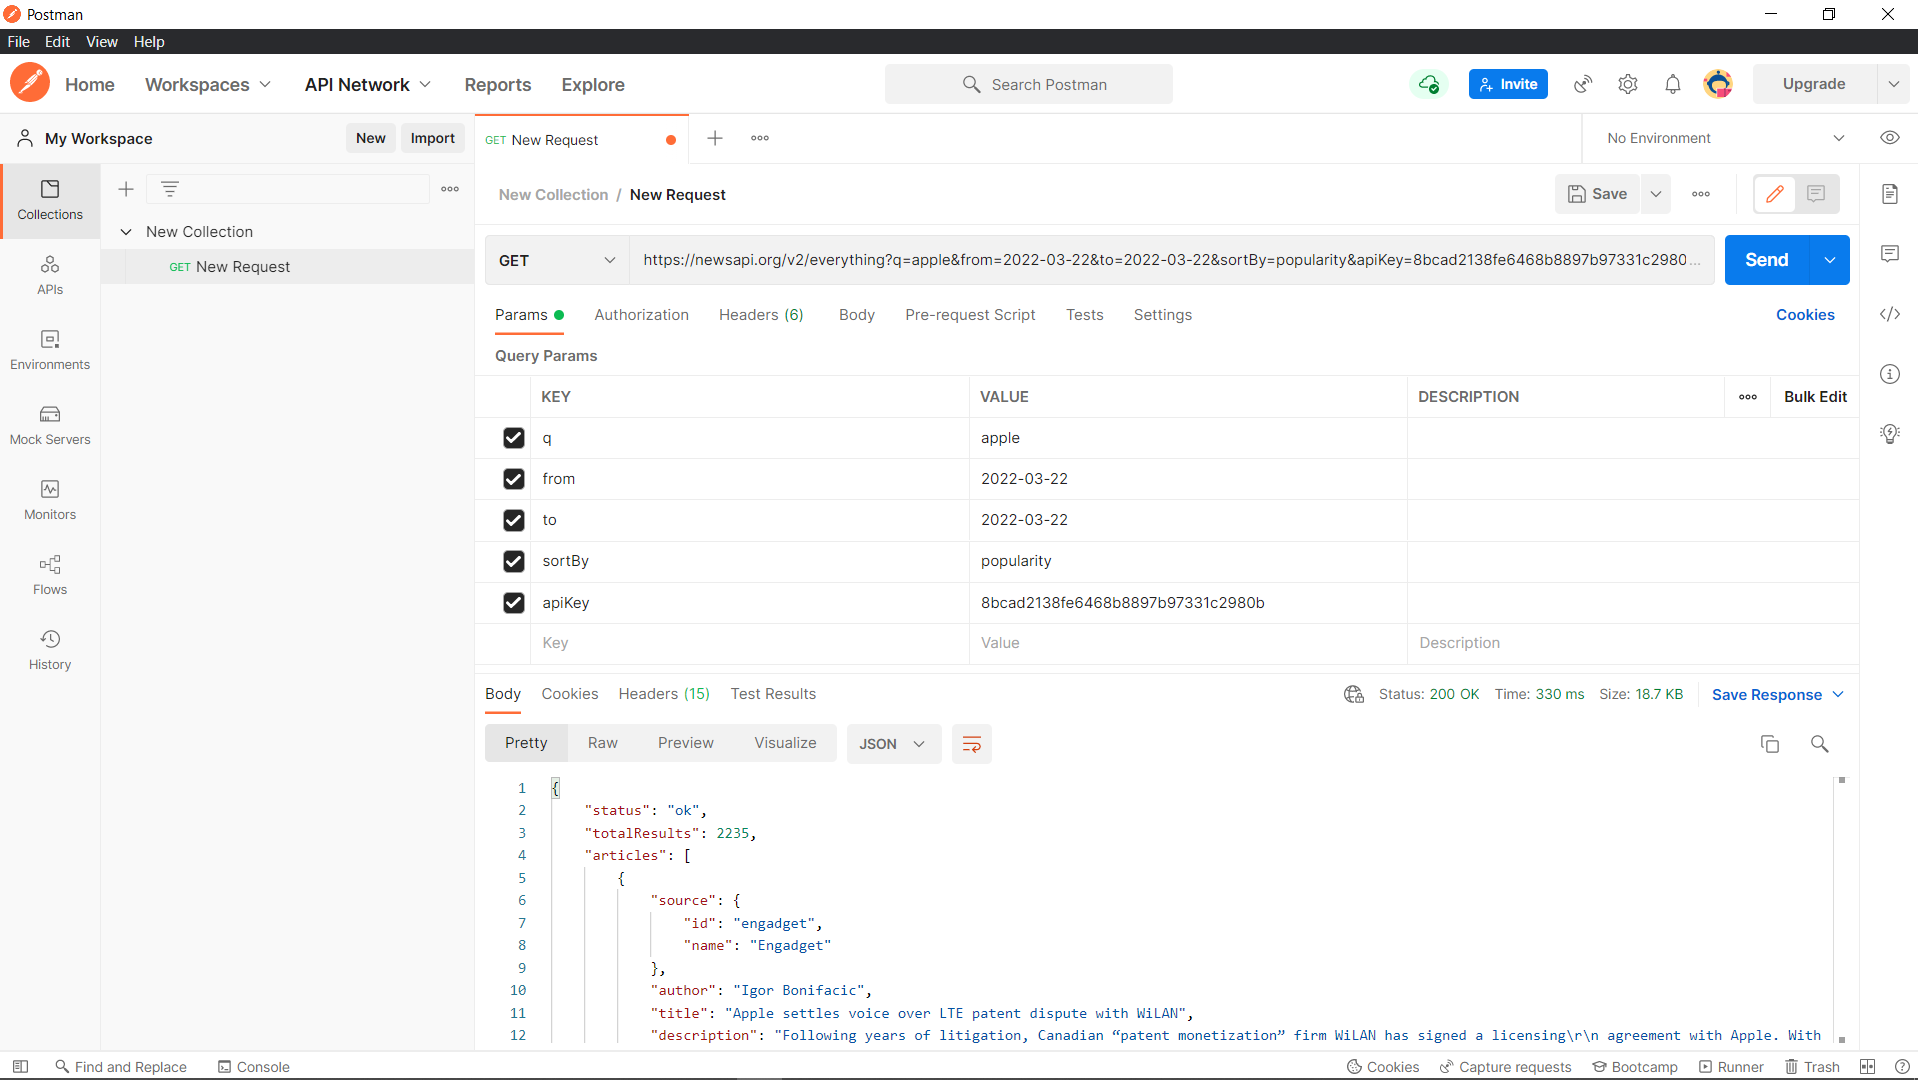 Postman
File Edit View Help
Home Workspaces API Network Reports Explore Search Postman Invite Upgrade
My Workspace New Import GET New Request No Environment
Collections
APIs
Environments
Mock Servers
Monitors
Flows
History
New Collection
GET New Request
New Collection / New Request Save
GET https://newsapi.org/v2/everything?q=apple&from=2022-03-22&to=2022-03-22&sortBy=popularity&apiKey=8bcad2138fe6468b8897b97331c2980... Send
Params Authorization Headers (6) Body Pre-request Script Tests Settings Cookies
Query Params
KEY VALUE DESCRIPTION Bulk Edit
q apple
from 2022-03-22
to 2022-03-22
sortBy popularity
apiKey 8bcad2138fe6468b8897b97331c2980b
Key Value Description
Body Cookies Headers (15) Test Results Status: 200 OK Time: 330 ms Size: 18.7 KB Save Response
Pretty Raw Preview Visualize JSON
1 {
2 "status": "ok",
3 "totalResults": 2235,
4 "articles": [
5 {
6 "source": {
7 "id": "engadget",
8 "name": "Engadget"
9 },
10 "author": "Igor Bonifacic",
11 "title": "Apple settles voice over LTE patent dispute with WiLAN",
12 "description": "Following years of litigation, Canadian “patent monetization” firm WiLAN has signed a licensing\r\n agreement with Apple. With
Find and Replace Console Cookies Capture requests Bootcamp Runner Trash